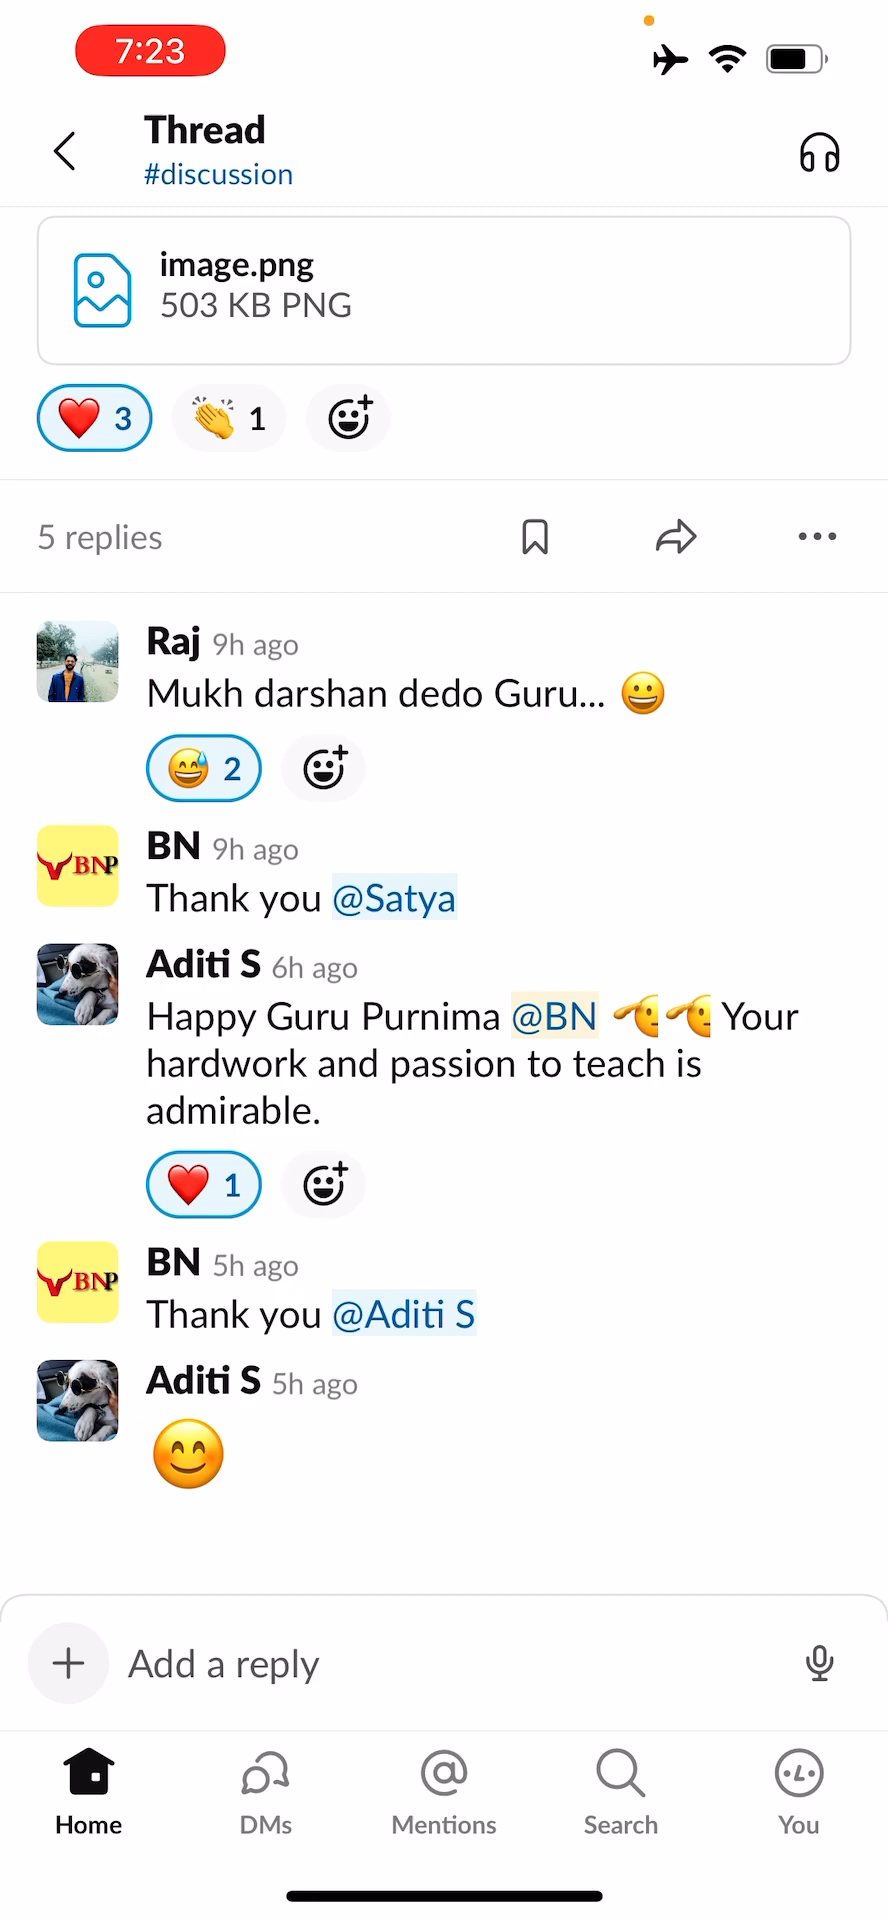 7:23
Thread
#discussion
image.png
503 KB PNG
❤️ 3 👏 1
5 replies
Raj 9h ago
Mukh darshan dedo Guru... 😀
😅 2
BNP
BN 9h ago
Thank you @Satya
Aditi S 6h ago
Happy Guru Purnima @BN 🫡🫡 Your
hardwork and passion to teach is
admirable.
❤️ 1
BNP
BN 5h ago
Thank you @Aditi S
Aditi S 5h ago
😊
Add a reply
Home DMs Mentions Search You